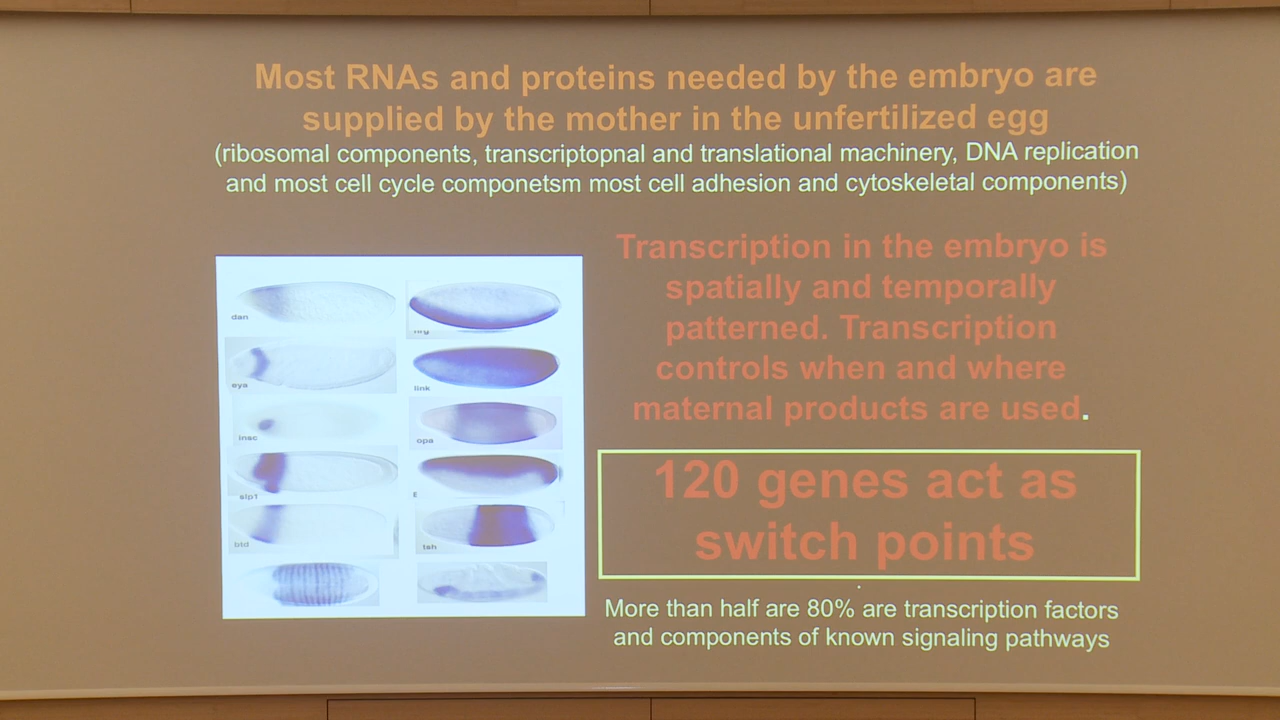 Most RNAs and proteins needed by the embryo are
supplied by the mother in the unfertilized egg
(ribosomal components, transcriptopnal and translational machinery, DNA replication
and most cell cycle componetsm most cell adhesion and cytoskeletal components)
Transcription in the embryo is
spatially and temporally
patterned. Transcription
controls when and where
maternal products are used.
120 genes act as
switch points
More than half are 80% are transcription factors
and components of known signaling pathways
dan
eya
link
insc
opa
slp1
E
btd
tsh